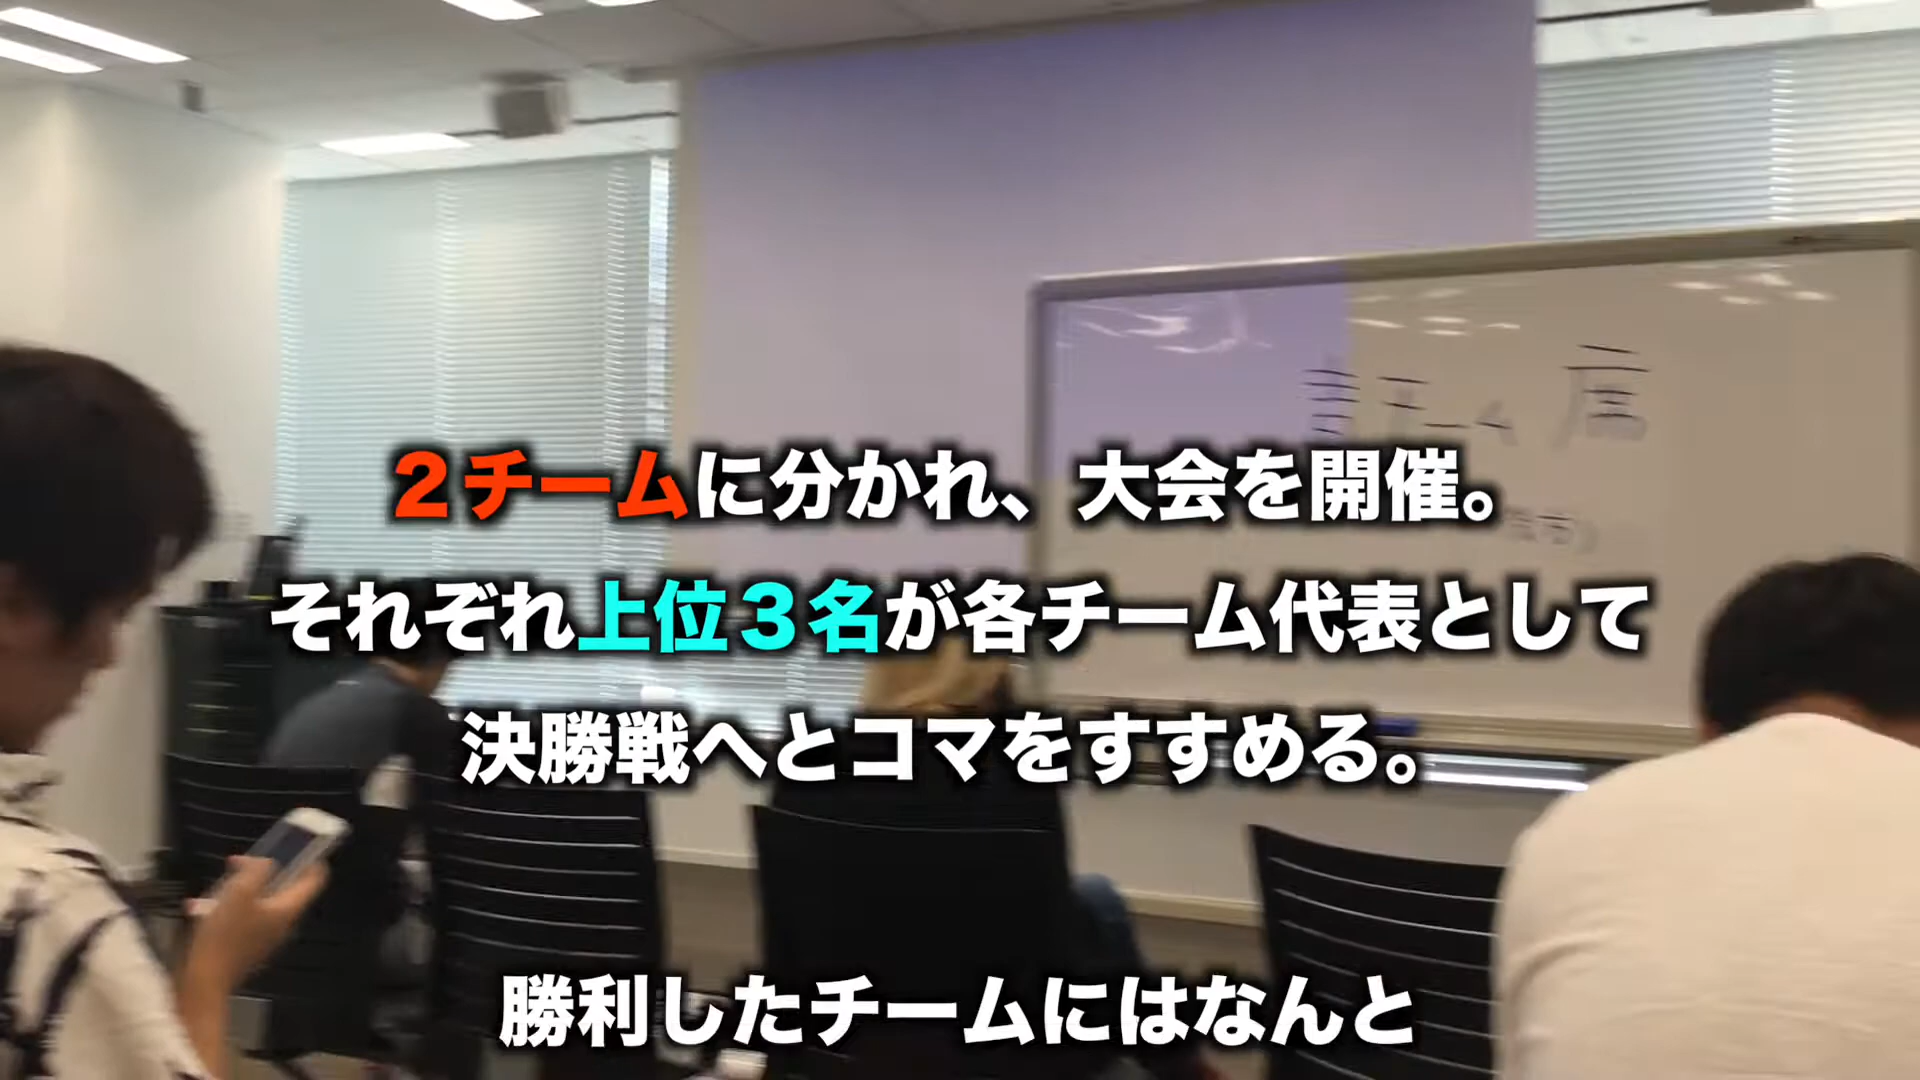 ２チームに分かれ、大会を開催。
それぞれ上位３名が各チーム代表として
決勝戦へとコマをすすめる。
勝利したチームにはなんと